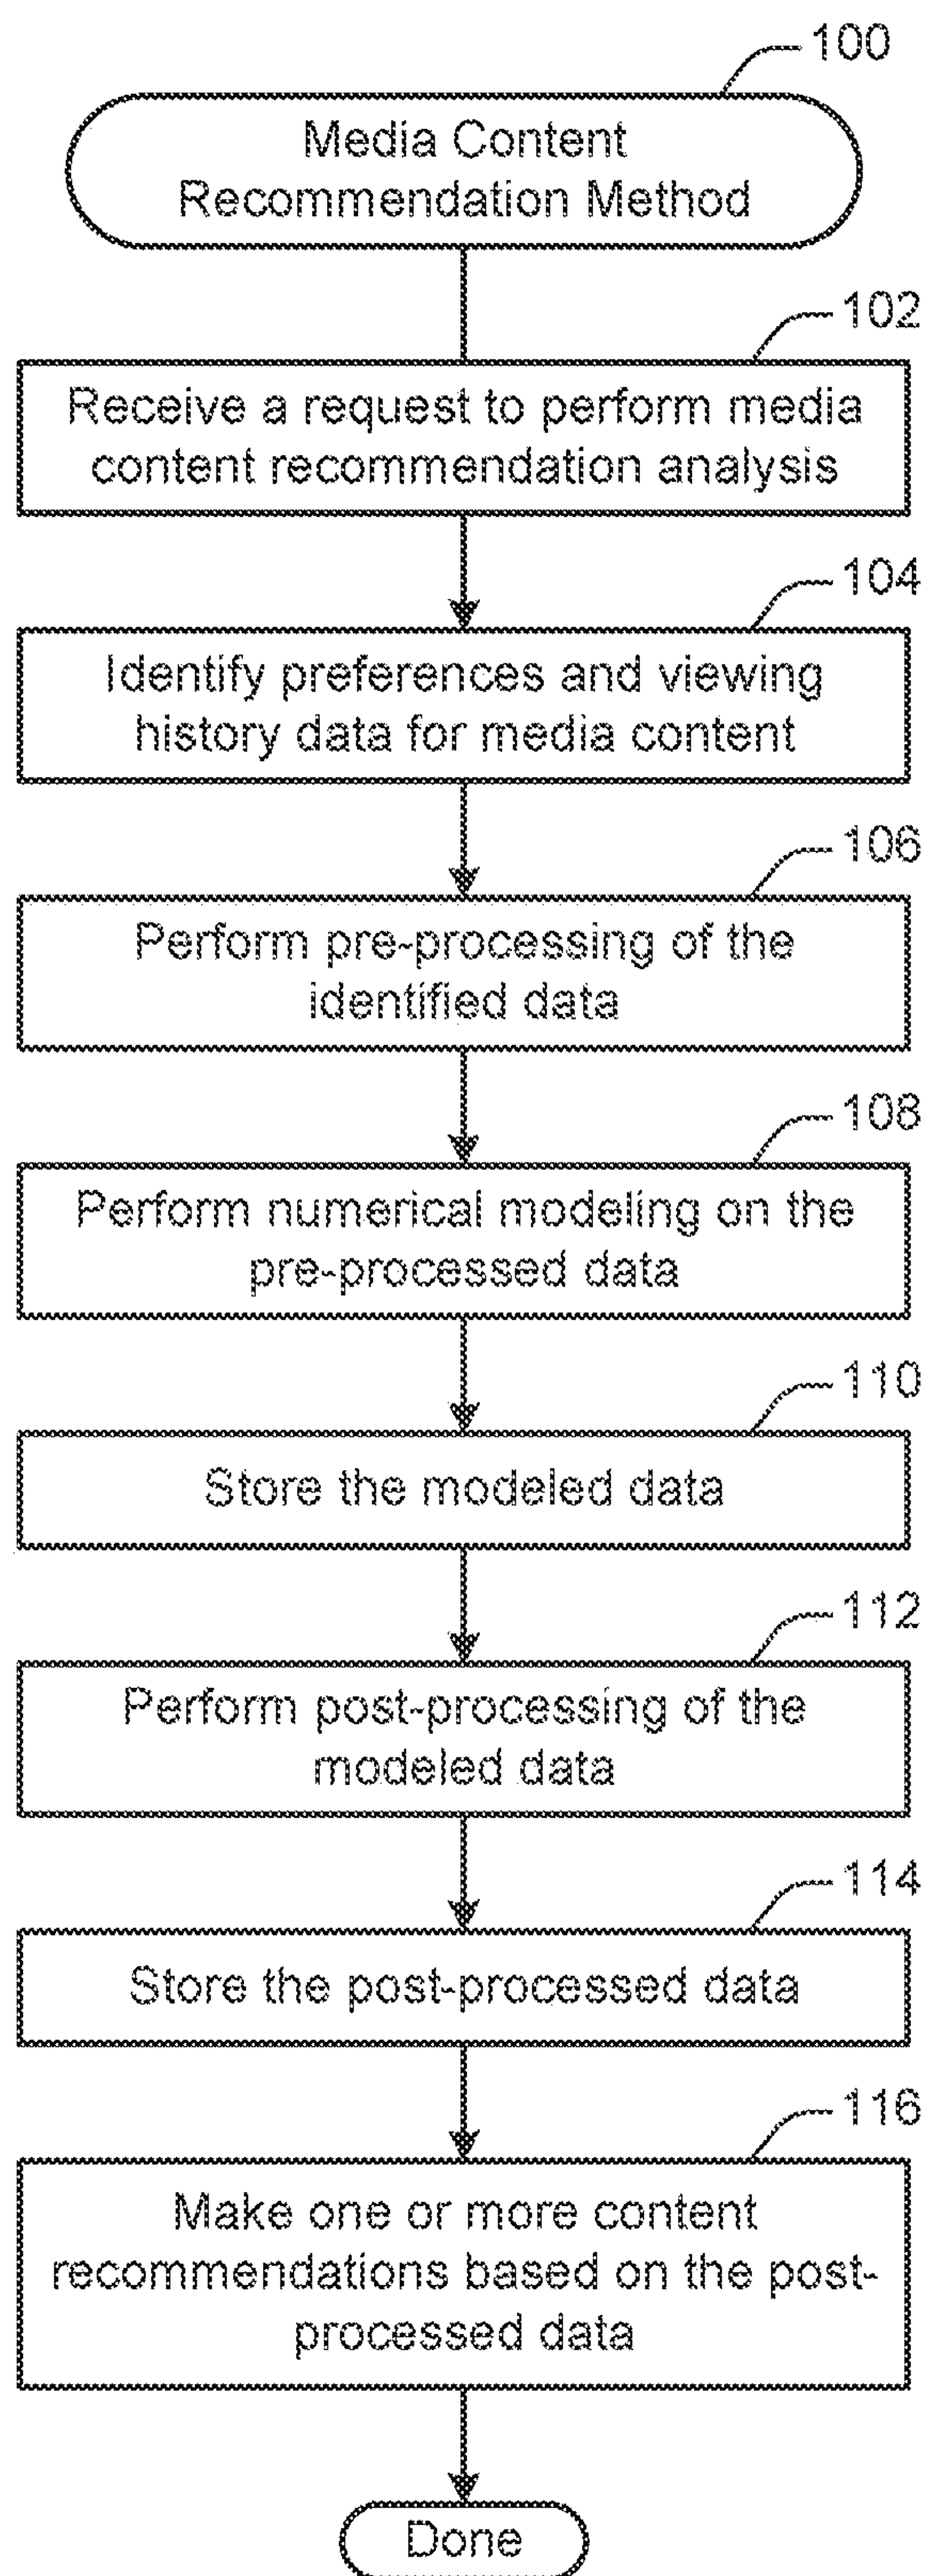 100
Media Content
Recommendation Method
102
Receive a request to perform media
content recommendation analysis
104
Identify preferences and viewing
history data for media content
106
Perform pre-processing of the
identified data
108
Perform numerical modeling on the
pre-processed data
110
Store the modeled data
112
Perform post-processing of the
modeled data
114
Store the post-processed data
116
Make one or more content
recommendations based on the post-
processed data
Done